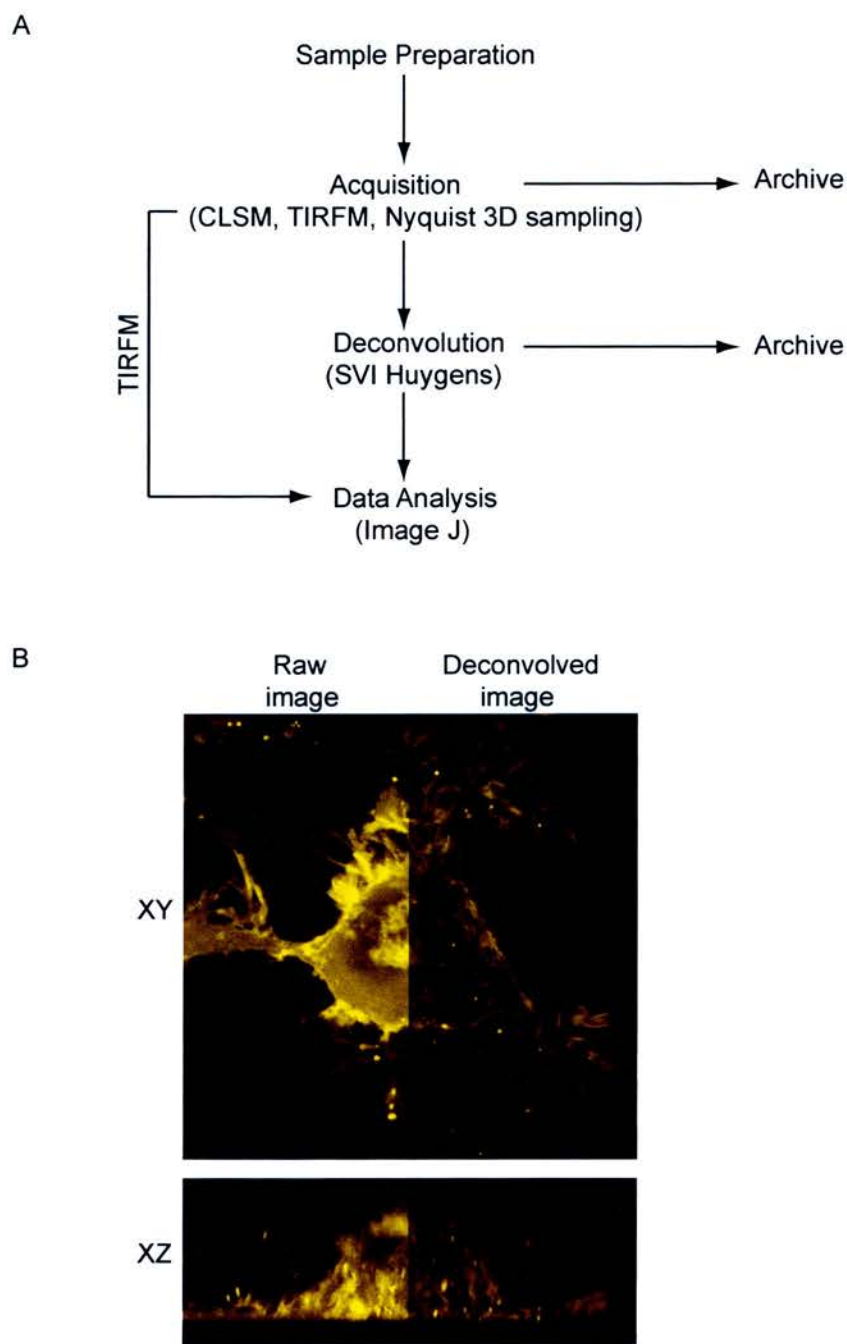 A
Sample Preparation
Acquisition
(CLSM, TIRFM, Nyquist 3D sampling)
Archive
TIRFM
Deconvolution
(SVI Huygens)
Archive
Data Analysis
(Image J)
B
Raw
image
Deconvolved
image
XY
XZ